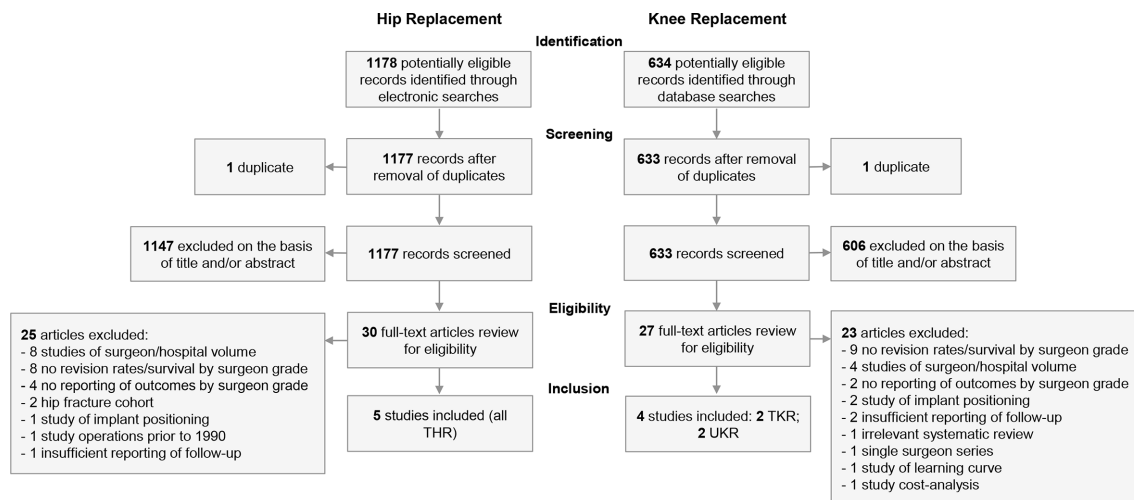 Hip Replacement
Knee Replacement
Identification
1178 potentially eligible
records identified through
electronic searches
634 potentially eligible
records identified through
database searches
Screening
1 duplicate
1177 records after
removal of duplicates
633 records after removal
of duplicates
1 duplicate
1147 excluded on the basis
of title and/or abstract
1177 records screened
633 records screened
606 excluded on the basis
of title and/or abstract
Eligibility
25 articles excluded:
- 8 studies of surgeon/hospital volume
- 8 no revision rates/survival by surgeon grade
- 4 no reporting of outcomes by surgeon grade
- 2 hip fracture cohort
- 1 study of implant positioning
- 1 study operations prior to 1990
- 1 insufficient reporting of follow-up
30 full-text articles review
for eligibility
27 full-text articles review
for eligibility
23 articles excluded:
- 9 no revision rates/survival by surgeon grade
- 4 studies of surgeon/hospital volume
- 2 no reporting of outcomes by surgeon grade
- 2 study of implant positioning
- 2 insufficient reporting of follow-up
- 1 irrelevant systematic review
- 1 single surgeon series
- 1 study of learning curve
- 1 study cost-analysis
Inclusion
5 studies included (all
THR)
4 studies included: 2 TKR;
2 UKR